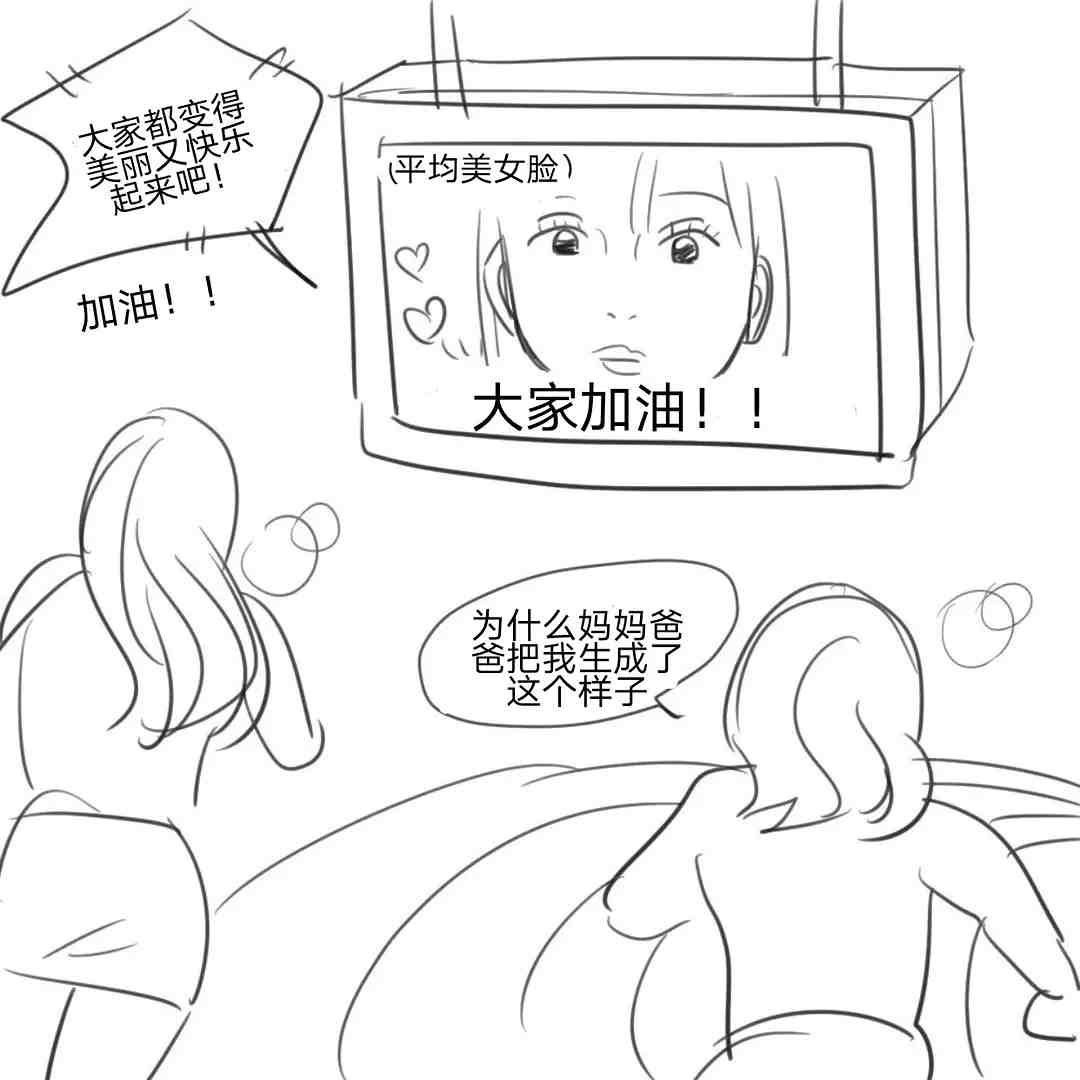 大家都变得
美丽又快乐
起来吧！
加油！！
（平均美女脸）
大家加油！！
为什么妈妈爸
爸把我生成了
这个样子